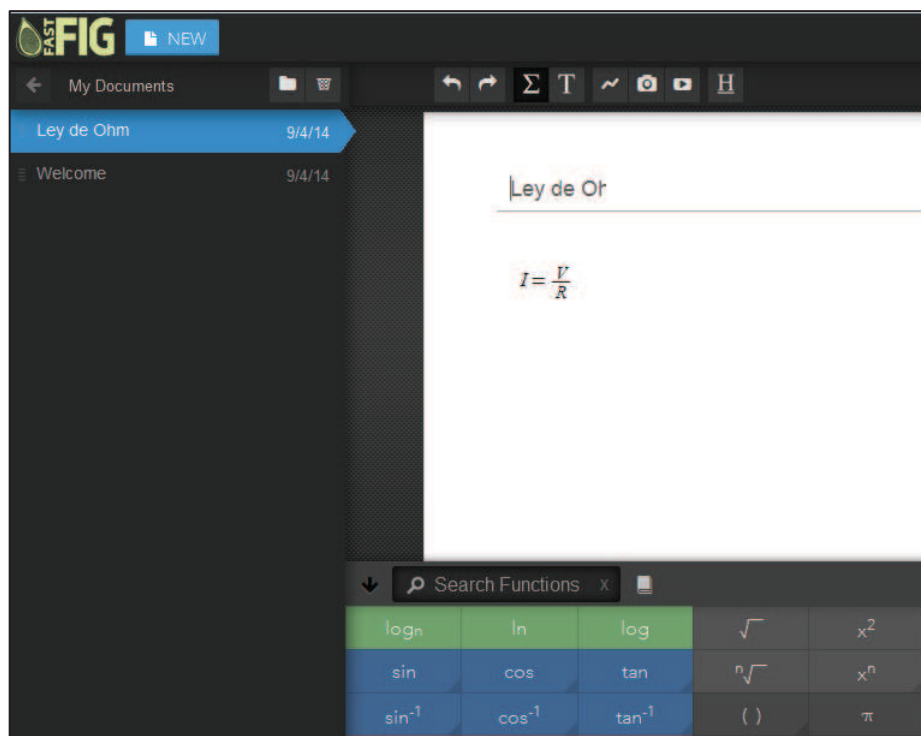 FAST FIG NEW
My Documents
Σ T H
Ley de Ohm 9/4/14
Welcome 9/4/14
Ley de Oh
I = V/R
Search Functions x
logn ln log √ x²
sin cos tan ⁿ√ xⁿ
sin⁻¹ cos⁻¹ tan⁻¹ ( ) π